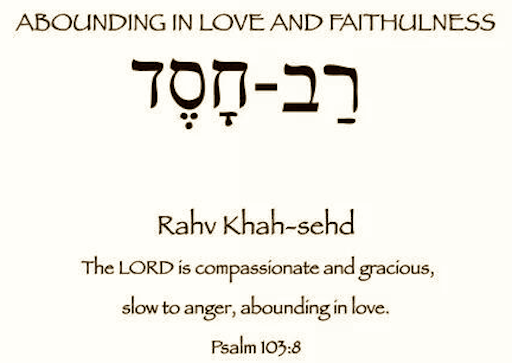 ABOUNDING IN LOVE AND FAITHULNESS
רַב-חָסֶד
Rahv Khah-sehd
The LORD is compassionate and gracious,
slow to anger, abounding in love.
Psalm 103:8